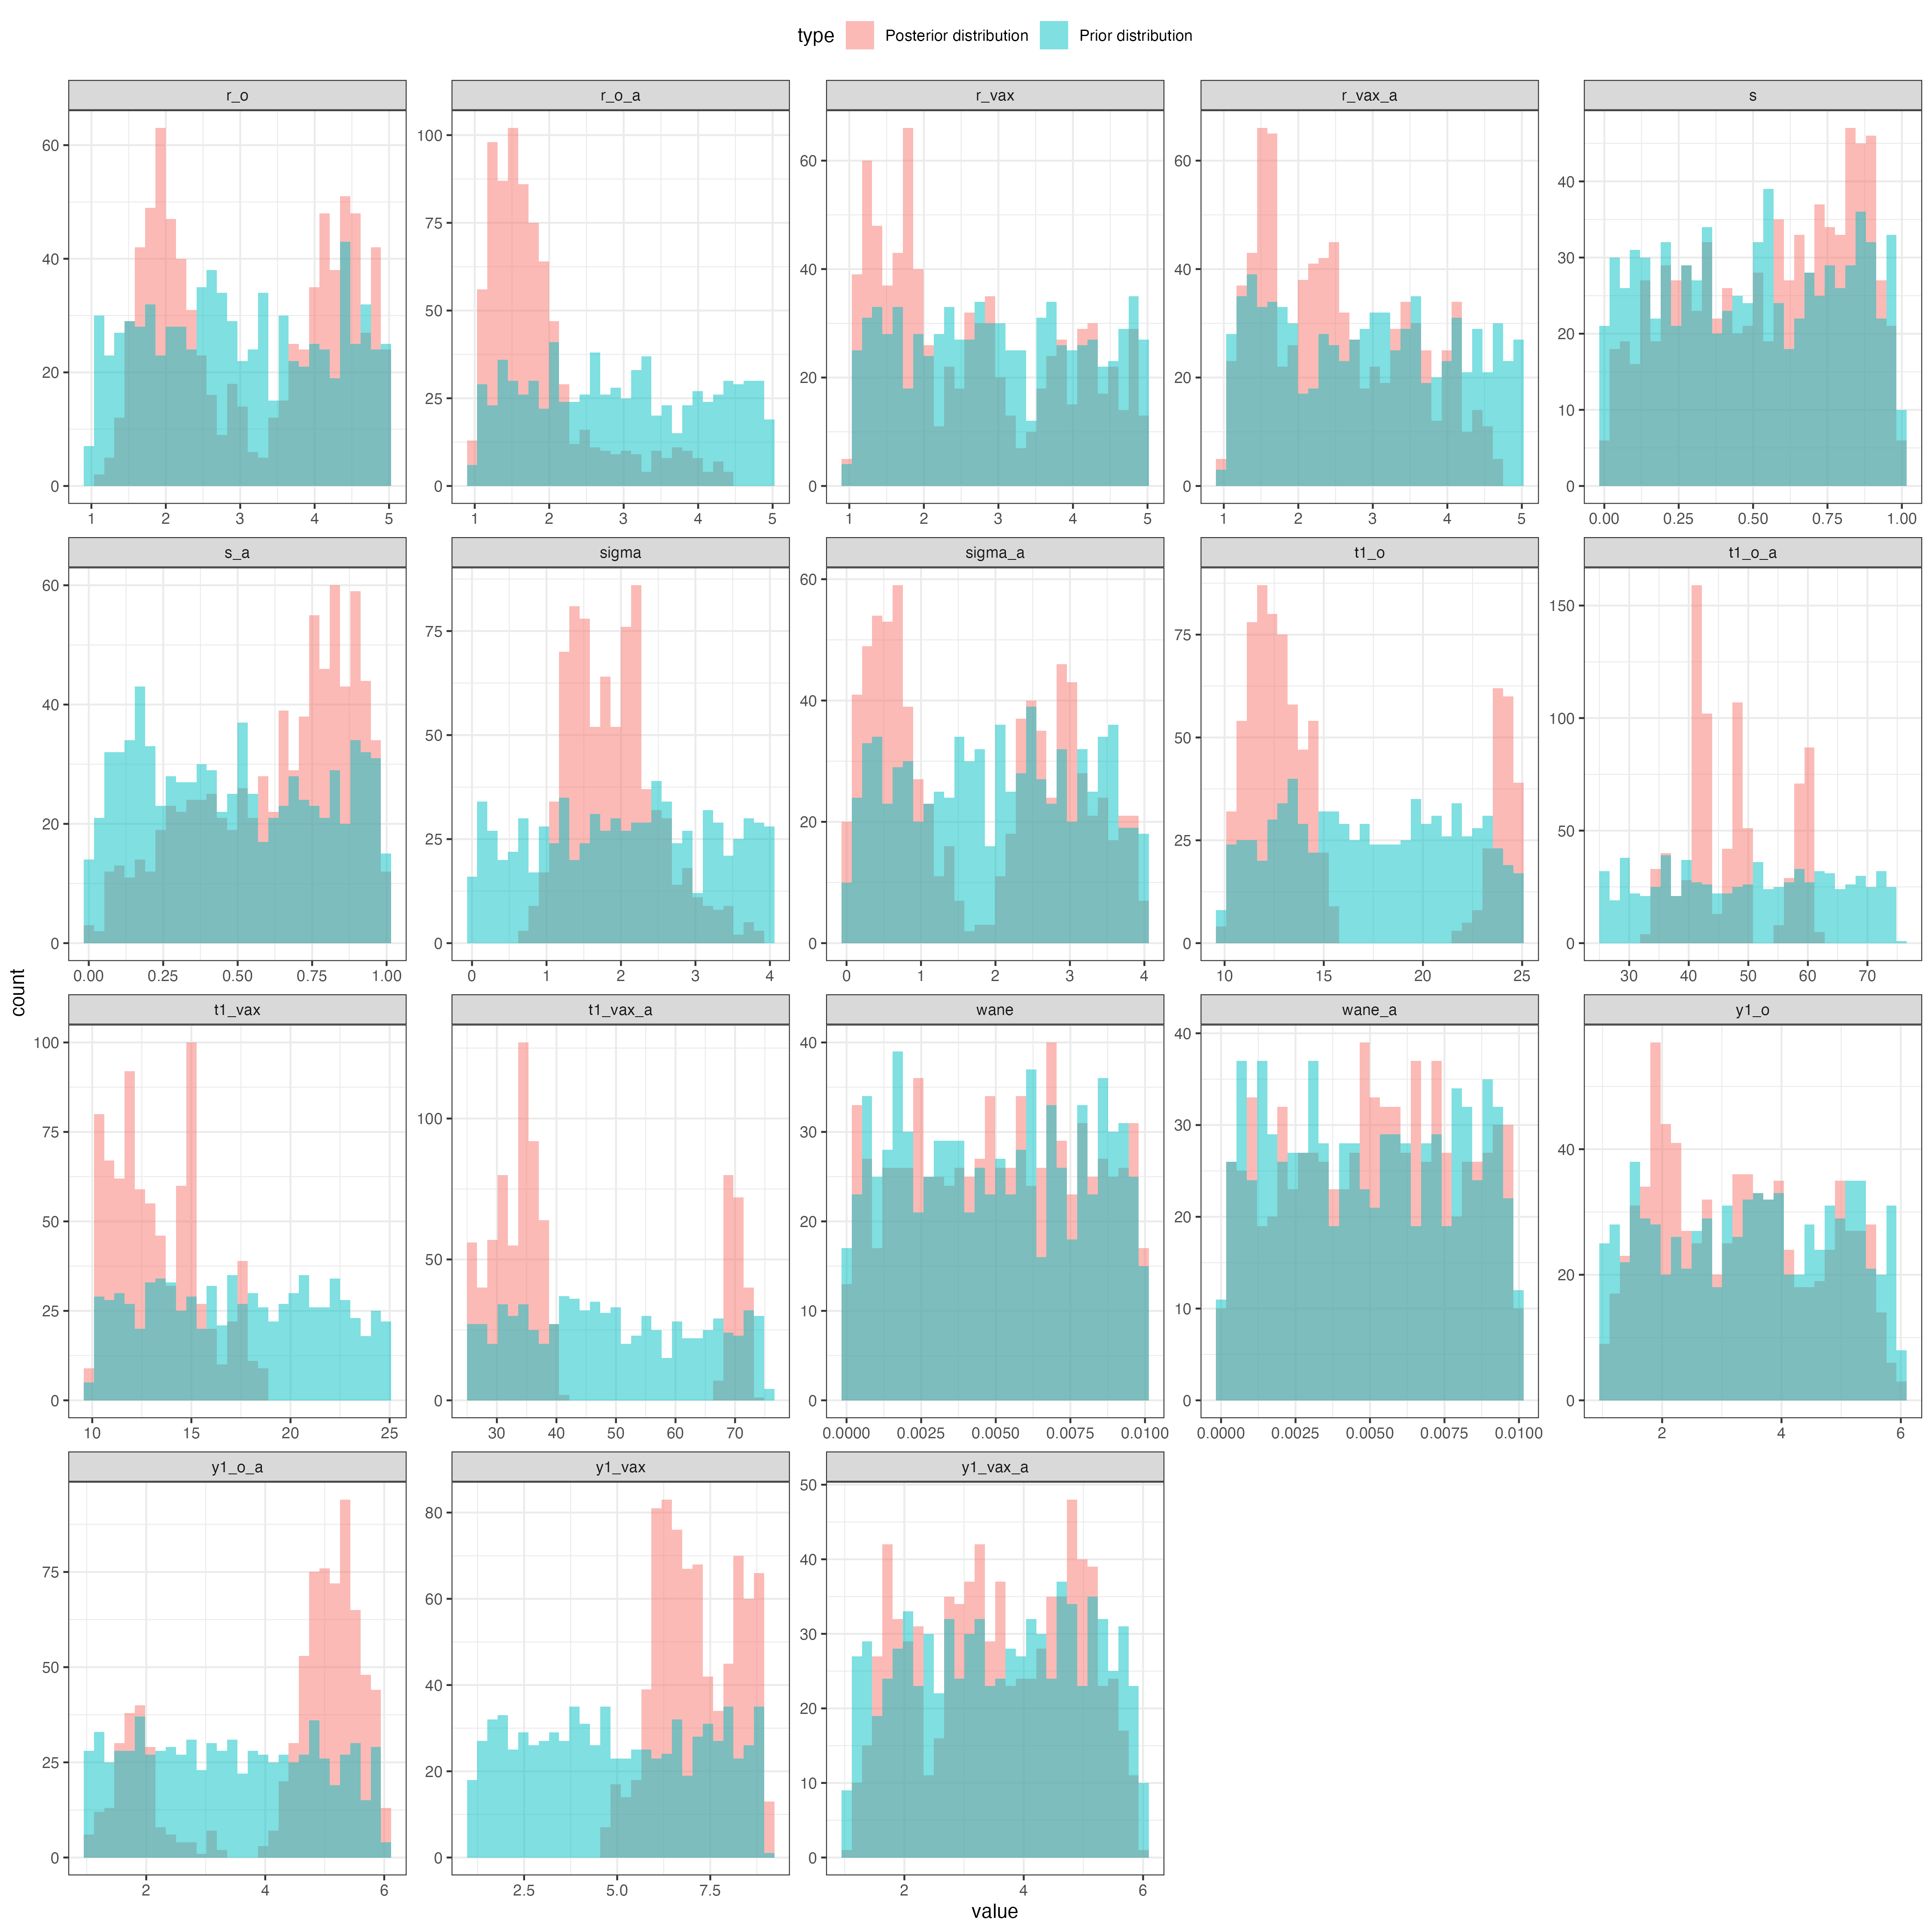 type Posterior distribution Prior distribution
r_o r_o_a r_vax r_vax_a s
60 40 20 0
100 75 50 25 0
60 40 20 0
60 40 20 0
40 30 20 10 0
1 2 3 4 5
1 2 3 4 5
1 2 3 4 5
1 2 3 4 5
0.00 0.25 0.50 0.75 1.00
s_a sigma sigma_a t1_o t1_o_a
60 40 20 0
75 50 25 0
60 40 20 0
75 50 25 0
150 100 50 0
0.00 0.25 0.50 0.75 1.00
0 1 2 3 4
0 1 2 3 4
10 15 20 25
30 40 50 60 70
count
t1_vax t1_vax_a wane wane_a y1_o
100 75 50 25 0
100 50 0
40 30 20 10 0
40 30 20 10 0
40 20 0
10 15 20 25
30 40 50 60 70
0.0000 0.0025 0.0050 0.0075 0.0100
0.0000 0.0025 0.0050 0.0075 0.0100
2 4 6
y1_o_a y1_vax y1_vax_a
75 50 25 0
80 60 40 20 0
50 40 30 20 10 0
2 4 6
2.5 5.0 7.5
2 4 6
value